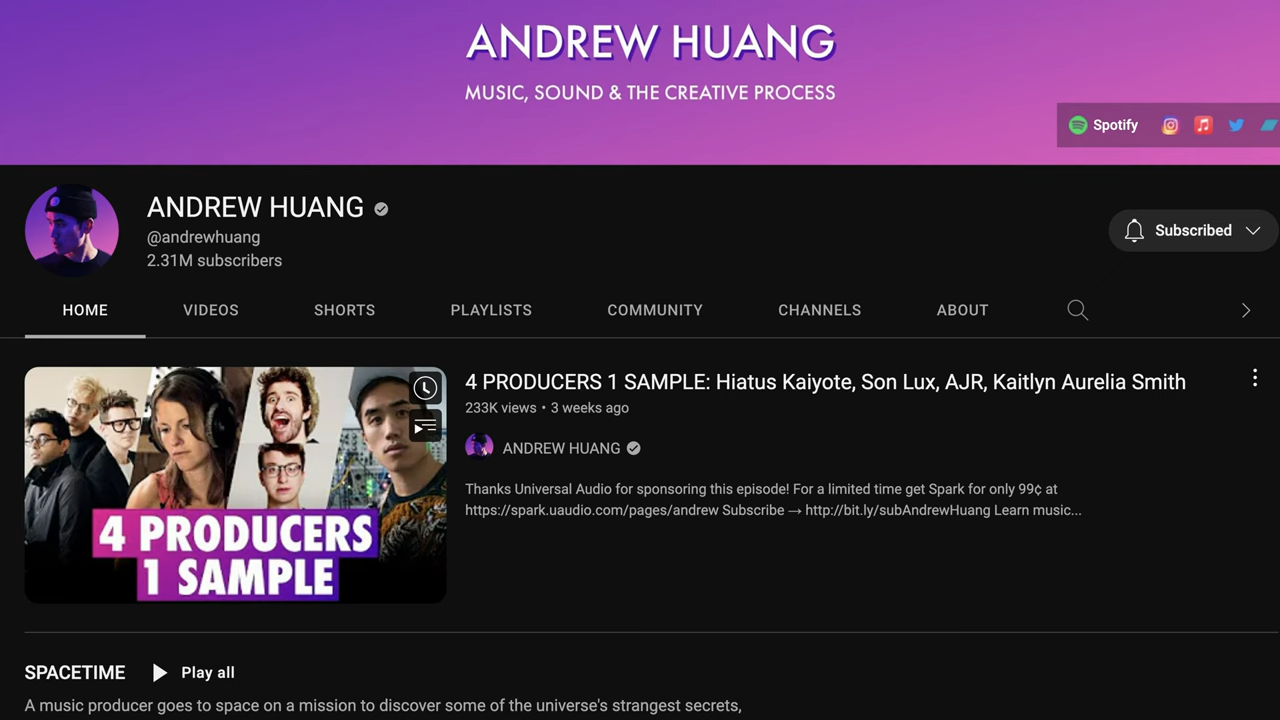 ANDREW HUANG
MUSIC, SOUND & THE CREATIVE PROCESS
Spotify
ANDREW HUANG
@andrewhuang
2.31M subscribers
Subscribed
HOME VIDEOS SHORTS PLAYLISTS COMMUNITY CHANNELS ABOUT
4 PRODUCERS
1 SAMPLE
4 PRODUCERS 1 SAMPLE: Hiatus Kaiyote, Son Lux, AJR, Kaitlyn Aurelia Smith
233K views • 3 weeks ago
ANDREW HUANG
Thanks Universal Audio for sponsoring this episode! For a limited time get Spark for only 99¢ at
https://spark.uaudio.com/pages/andrew Subscribe → http://bit.ly/subAndrewHuang Learn music...
SPACETIME Play all
A music producer goes to space on a mission to discover some of the universe's strangest secrets,